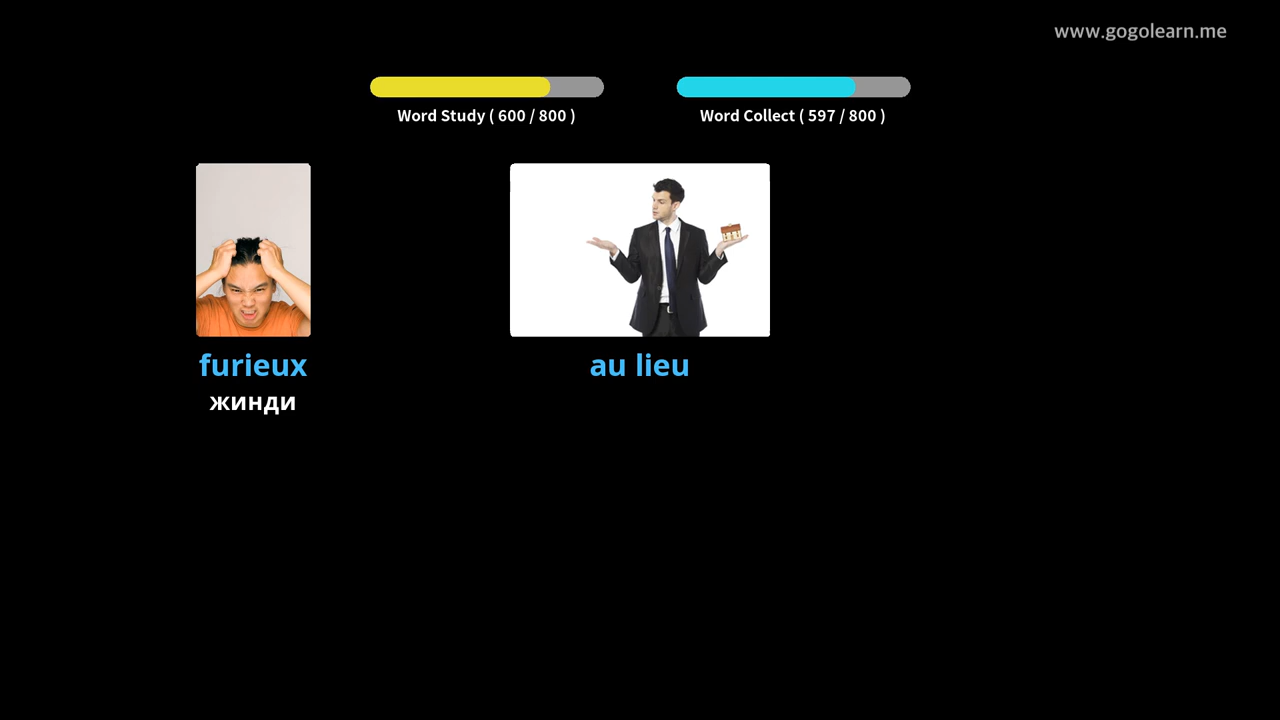 www.gogolearn.me
Word Study ( 600 / 800 )
Word Collect ( 597 / 800 )
furieux
жинди
au lieu